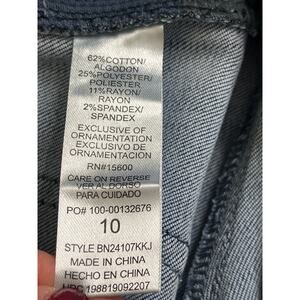 62%COTTON/
ALGODON
25%POLYESTER/
POLIESTER
11%RAYON/
RAYON
2%SPANDEX/
SPANDEX
EXCLUSIVE OF
ORNAMENTATION
EXCLUSIVO DE
ORNAMENTACION
RN#15600
CARE ON REVERSE
VER AL DORSO
PARA CUIDADO
PO# 100-00132676
10
STYLE BN24107KKJ
MADE IN CHINA
HECHO EN CHINA
UPC 198819092207